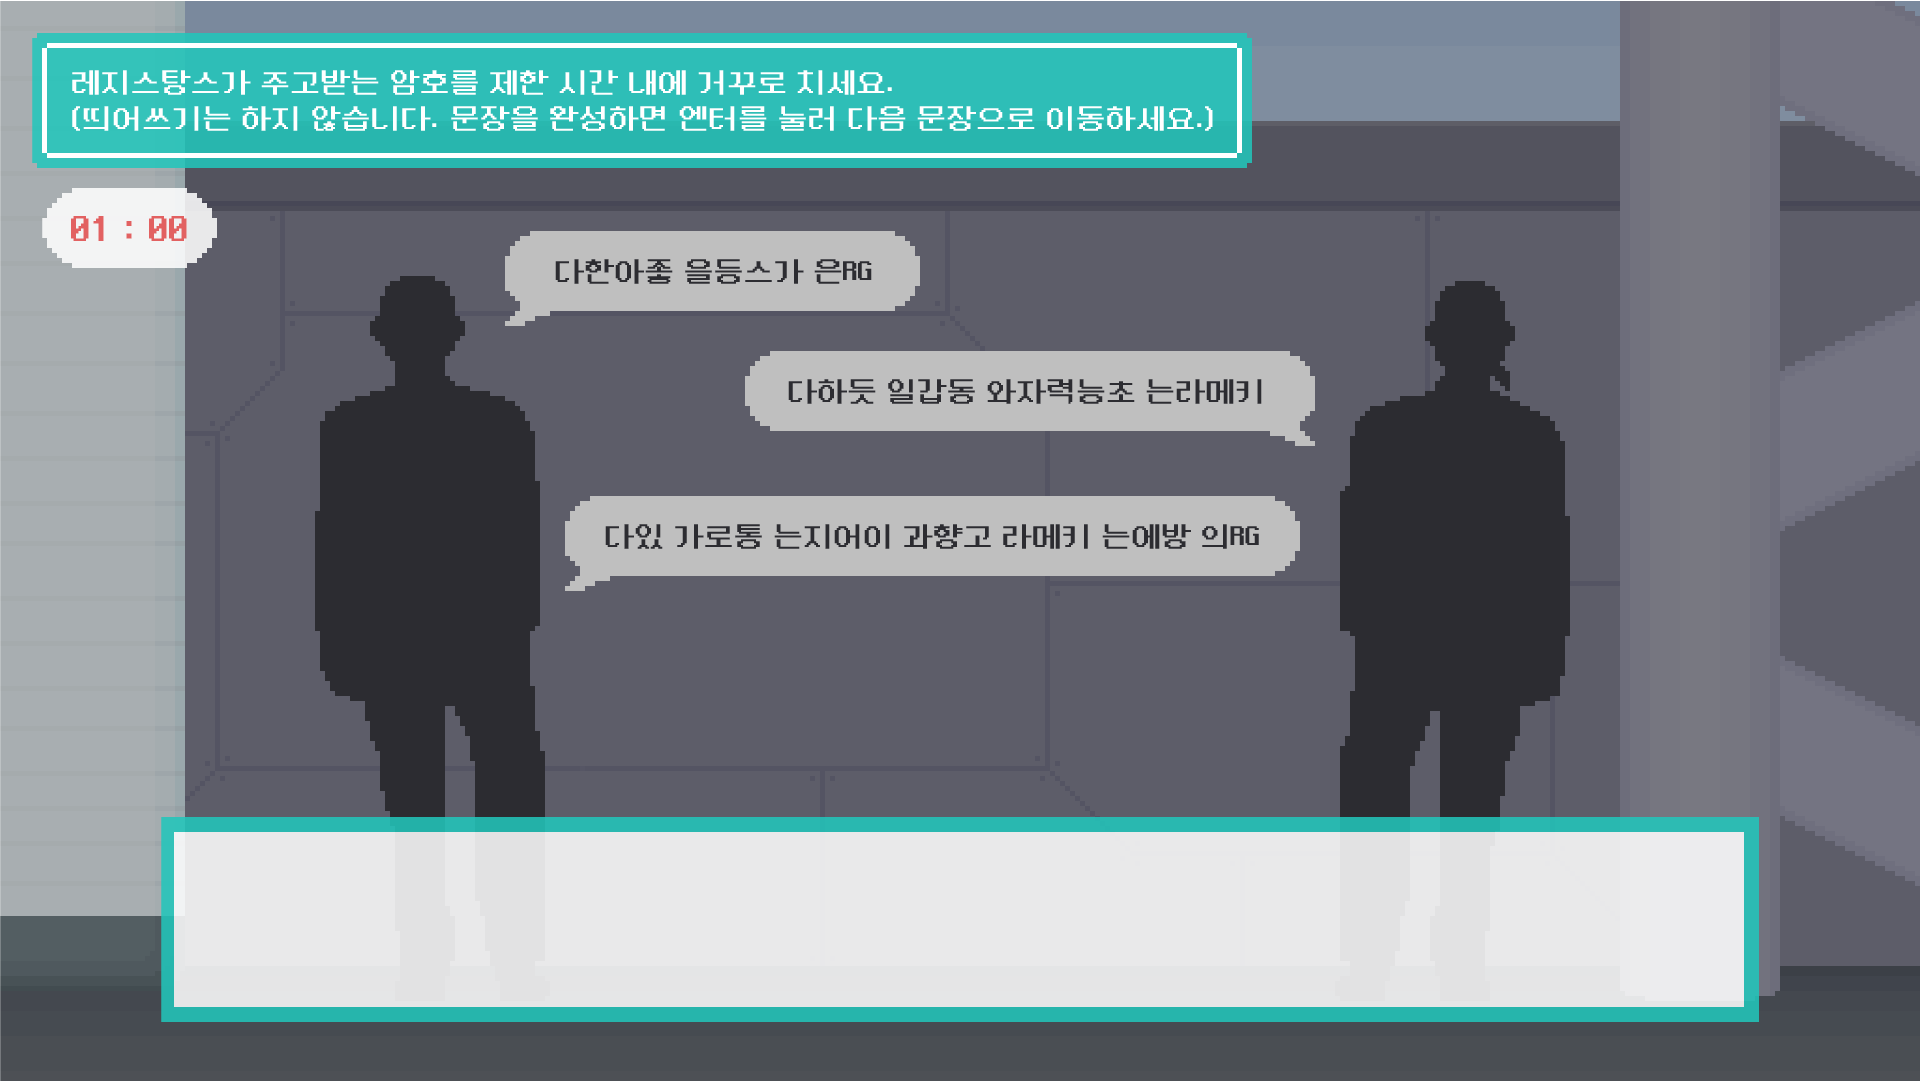 레지스탕스가 주고받는 암호를 제한 시간 내에 거꾸로 치세요.
(띄어쓰기는 하지 않습니다. 문장을 완성하면 엔터를 눌러 다음 문장으로 이동하세요.)
01 : 00
다한아좋 을등스가 은RG
다하듯 일갑동 와자력능초 는라메키
다있 가로통 는지어이 과향고 라메키 는에방 의RG